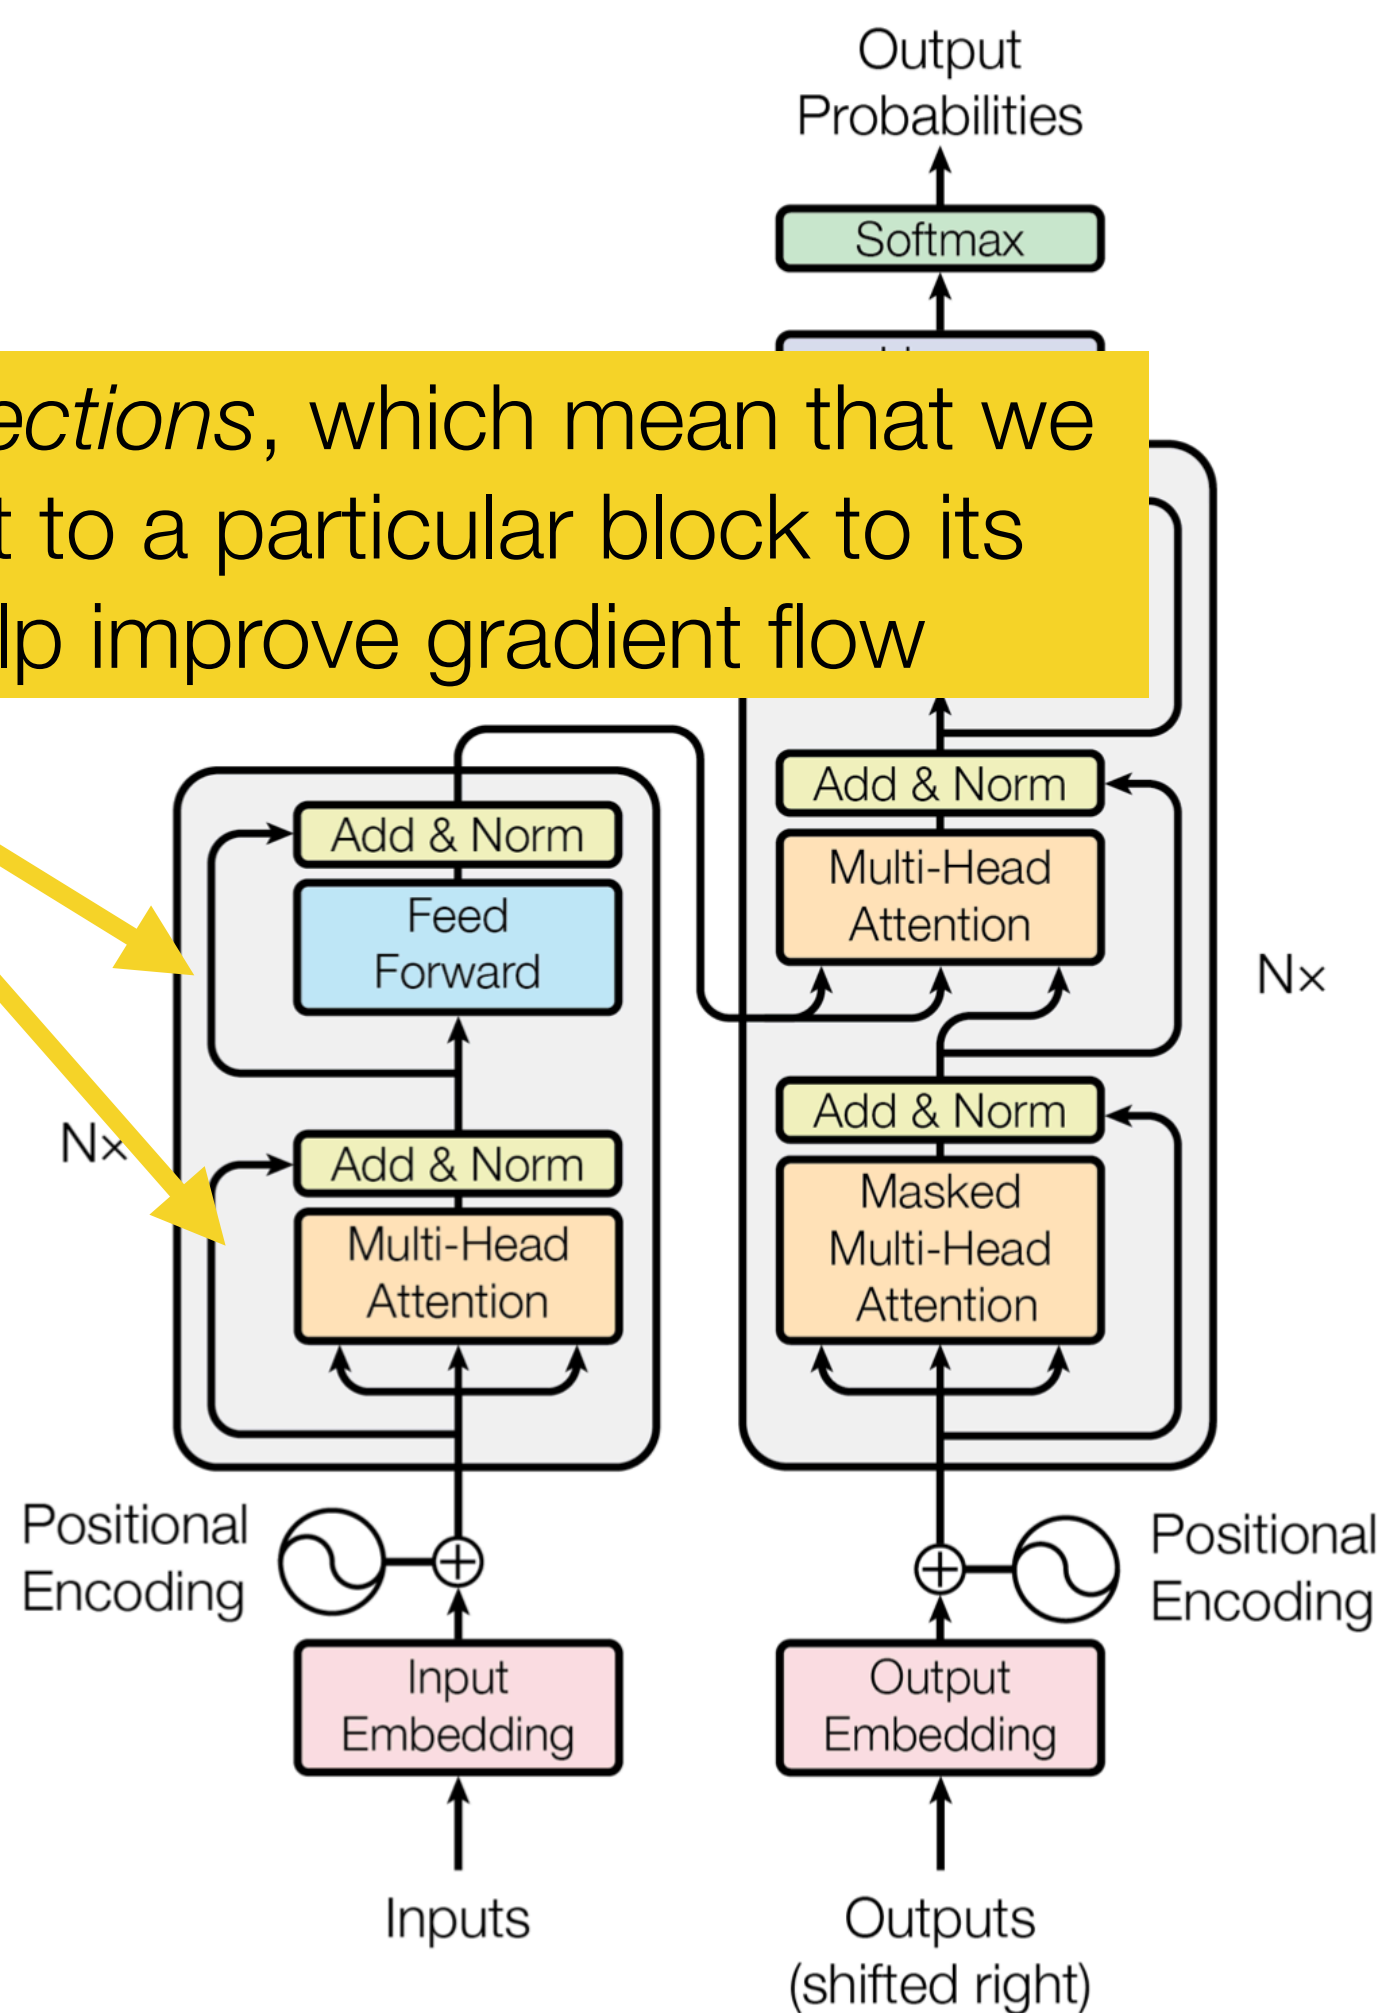 Output
Probabilities
Softmax
ections, which mean that we
t to a particular block to its
lp improve gradient flow
Add & Norm
Multi-Head
Attention
Add & Norm
Feed
Forward
Nx
Add & Norm
Masked
Multi-Head
Attention
Nx
Add & Norm
Multi-Head
Attention
Positional
Encoding
Positional
Encoding
Input
Embedding
Output
Embedding
Inputs
Outputs
(shifted right)